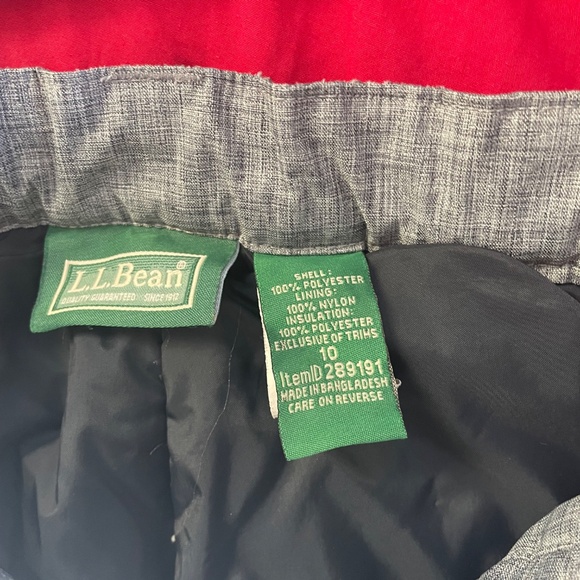 L.L.Bean®
QUALITY GUARANTEED SINCE 1912
SHELL:
100% POLYESTER
LINING:
100% NYLON
INSULATION:
100% POLYESTER
EXCLUSIVE OF TRIMS
10
ItemID 289191
MADE IN BANGLADESH
CARE ON REVERSE